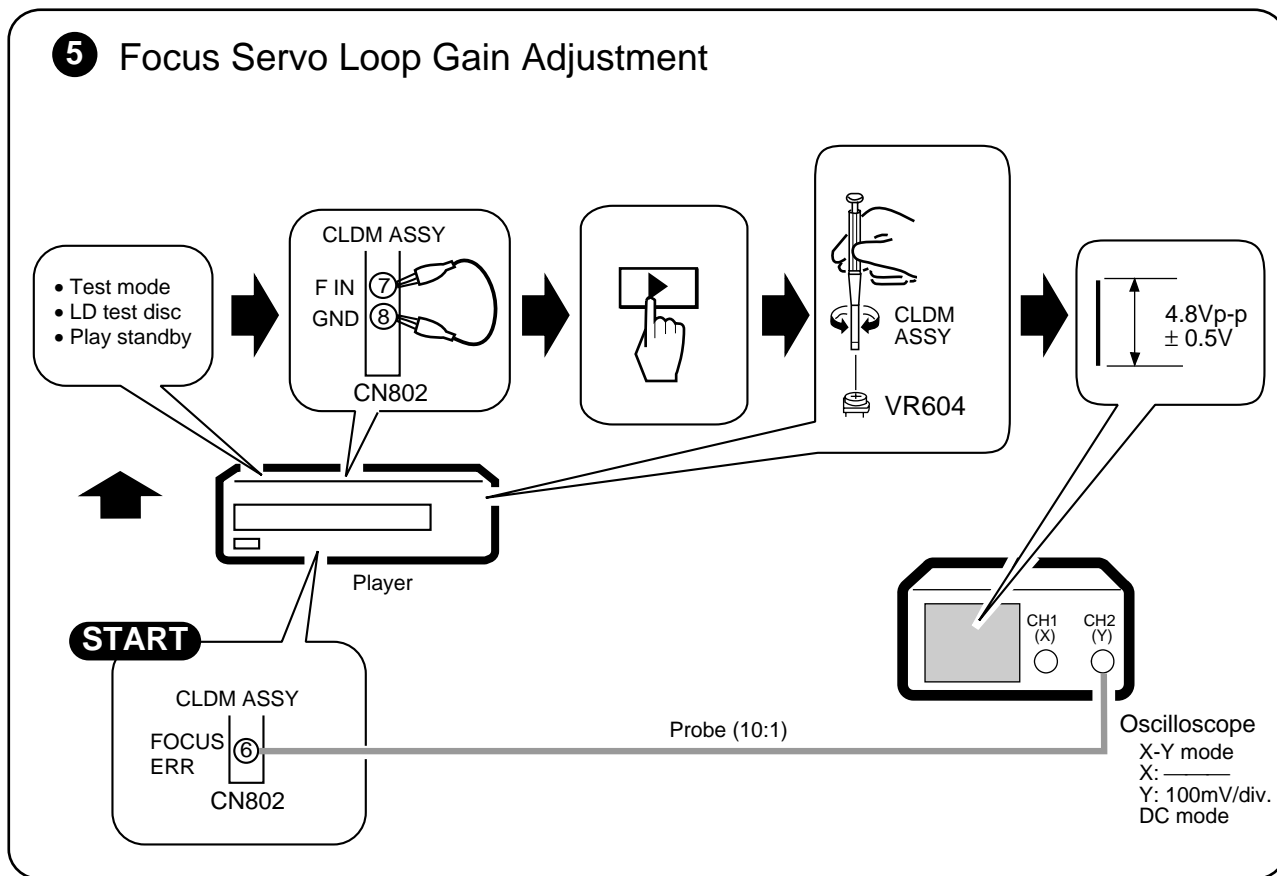 5 Focus Servo Loop Gain Adjustment
• Test mode
• LD test disc
• Play standby
CLDM ASSY
F IN 7
GND 8
CN802
CLDM
ASSY
VR604
4.8Vp-p
± 0.5V
Player
START
CLDM ASSY
FOCUS
ERR
6
CN802
Probe (10:1)
CH1
(X)
CH2
(Y)
Oscilloscope
X-Y mode
X: ———
Y: 100mV/div.
DC mode